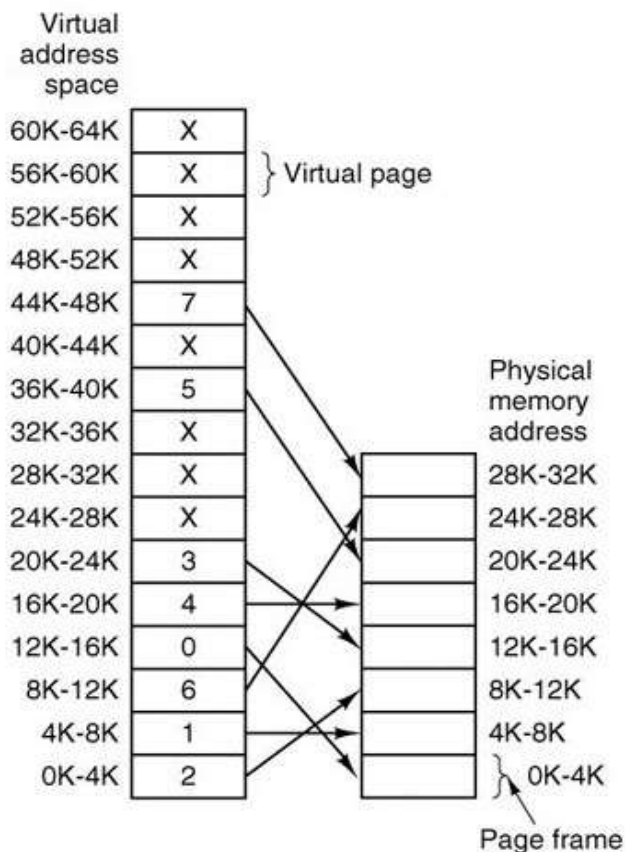 Virtual
address
space
60K-64K X
56K-60K X Virtual page
52K-56K X
48K-52K X
44K-48K 7
40K-44K X
36K-40K 5
32K-36K X
28K-32K X
24K-28K X
20K-24K 3
16K-20K 4
12K-16K 0
8K-12K 6
4K-8K 1
0K-4K 2
Physical
memory
address
28K-32K
24K-28K
20K-24K
16K-20K
12K-16K
8K-12K
4K-8K
0K-4K
Page frame